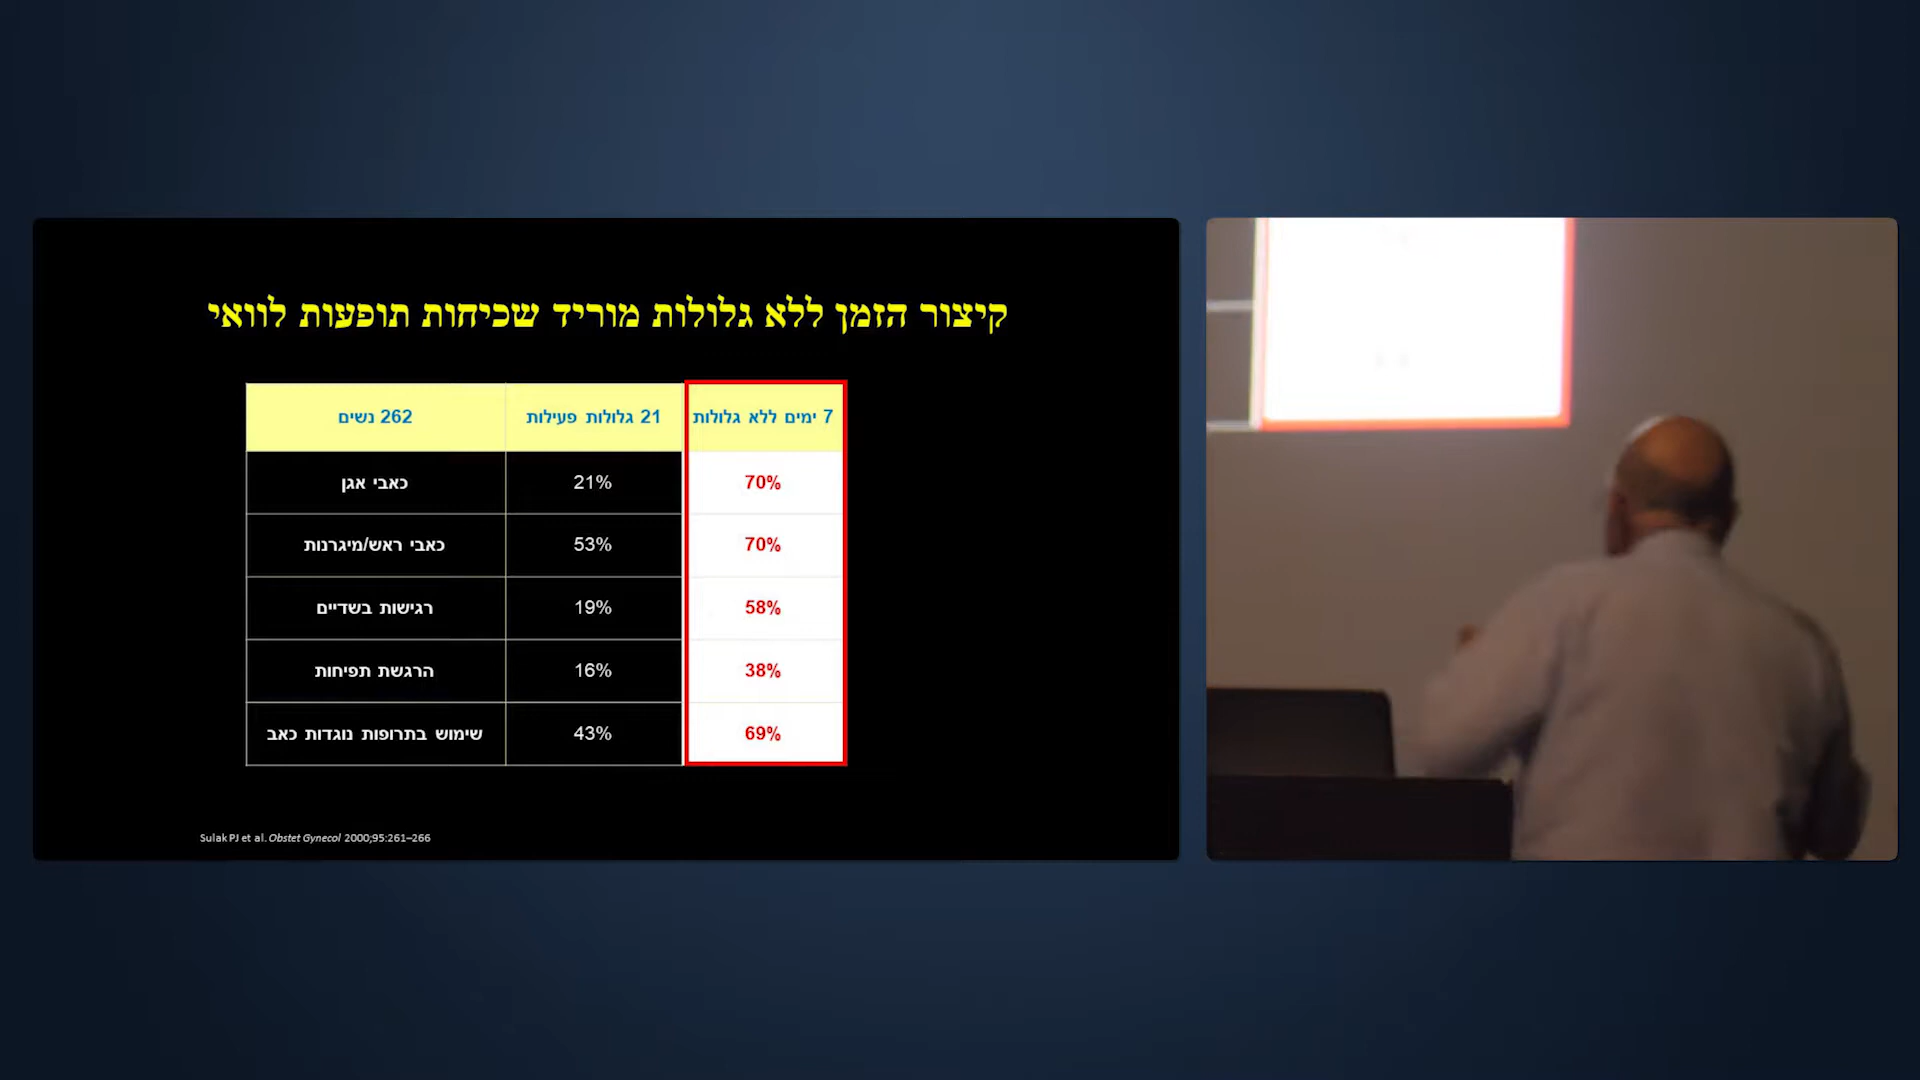 קיצור הזמן ללא גלולות מוריד שכיחות תופעות לוואי
7 ימים ללא גלולות 21 גלולות פעילות 262 נשים
70% 21% כאבי אגן
70% 53% כאבי ראש/מיגרנות
58% 19% רגישות בשדיים
38% 16% הרגשת תפיחות
69% 43% שימוש בתרופות נוגדות כאב
Sulak PJ et al. Obstet Gynecol 2000;95:261–266